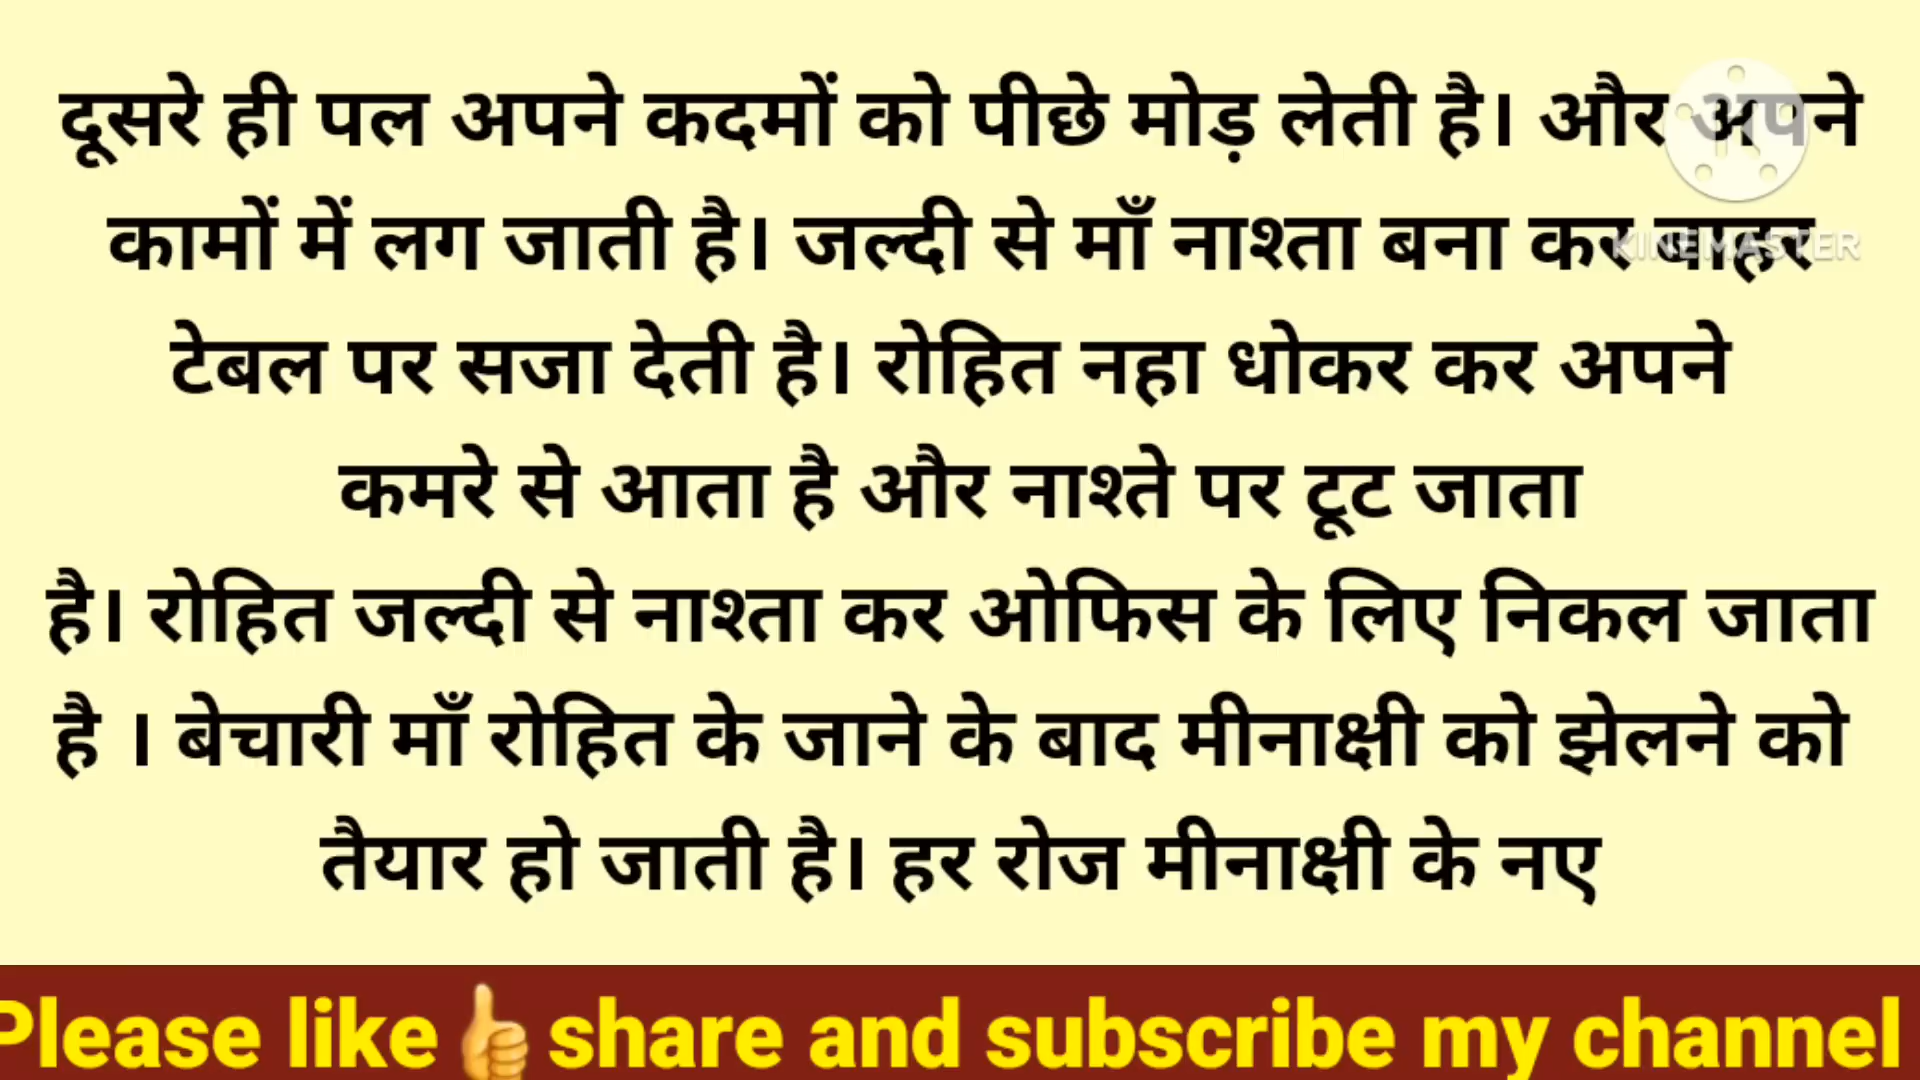 दूसरे ही पल अपने कदमों को पीछे मोड़ लेती है। और अपने
कामों में लग जाती है। जल्दी से माँ नाश्ता बना कर बाहर
KINEMASTER
टेबल पर सजा देती है। रोहित नहा धोकर कर अपने
कमरे से आता है और नाश्ते पर टूट जाता
है। रोहित जल्दी से नाश्ता कर ओफिस के लिए निकल जाता
है । बेचारी माँ रोहित के जाने के बाद मीनाक्षी को झेलने को
तैयार हो जाती है। हर रोज मीनाक्षी के नए
Please like 👍 share and subscribe my channel